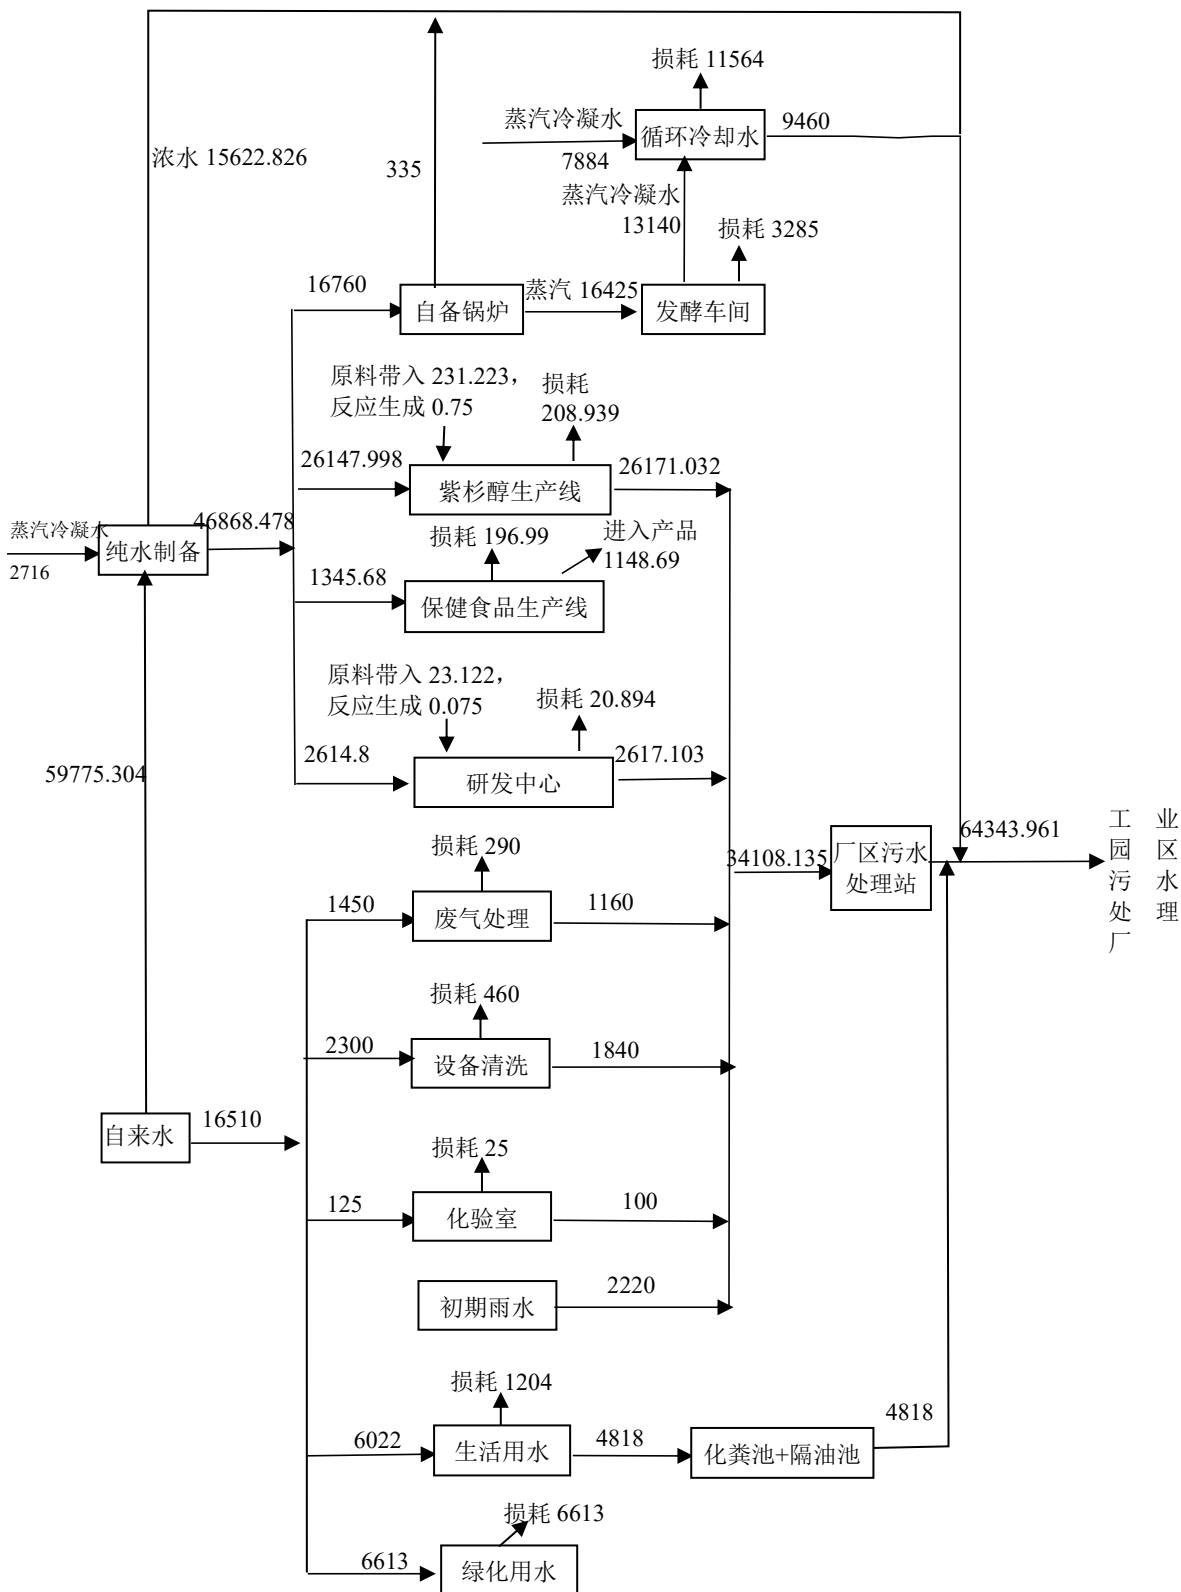 损耗 11564
蒸汽冷凝水
7884
循环冷却水
9460
浓水 15622.826
335
蒸汽冷凝水
13140
损耗 3285
16760
自备锅炉
蒸汽 16425
发酵车间
原料带入 231.223，
反应生成 0.75
损耗
208.939
26147.998
紫杉醇生产线
26171.032
蒸汽冷凝水
2716
纯水制备
46868.478
损耗 196.99
进入产品
1148.69
1345.68
保健食品生产线
原料带入 23.122，
反应生成 0.075
损耗 20.894
2614.8
研发中心
2617.103
59775.304
损耗 290
1450
废气处理
1160
34108.135
厂区污水
处理站
64343.961
工 业
园 区
污 水
处 理
厂
损耗 460
2300
设备清洗
1840
自来水
16510
损耗 25
125
化验室
100
初期雨水
2220
损耗 1204
6022
生活用水
4818
化粪池+隔油池
4818
损耗 6613
6613
绿化用水